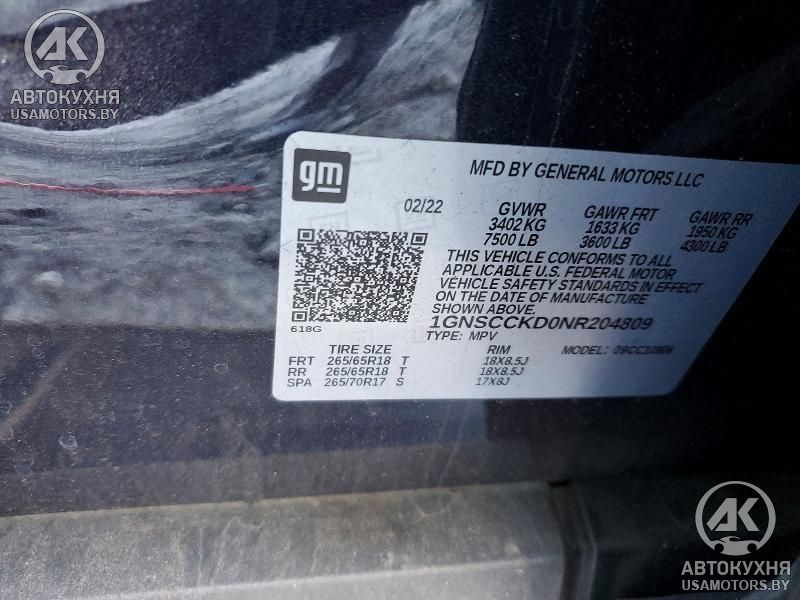 АК
АВТОКУХНЯ
USAMOTORS.BY
gm
MFD BY GENERAL MOTORS LLC
02/22 GVWR GAWR FRT GAWR RR
3402 KG 1633 KG 1950 KG
7500 LB 3600 LB 4300 LB
THIS VEHICLE CONFORMS TO ALL
APPLICABLE U.S. FEDERAL MOTOR
VEHICLE SAFETY STANDARDS IN EFFECT
ON THE DATE OF MANUFACTURE
SHOWN ABOVE.
618G
1GNSCCKD0NR204809
TYPE: MPV MODEL:
TIRE SIZE RIM
FRT 265/65R18 T 18X8.5J
RR 265/65R18 T 18X8.5J
SPA 265/70R17 S 17X8J
АК
АВТОКУХНЯ
USAMOTORS.BY